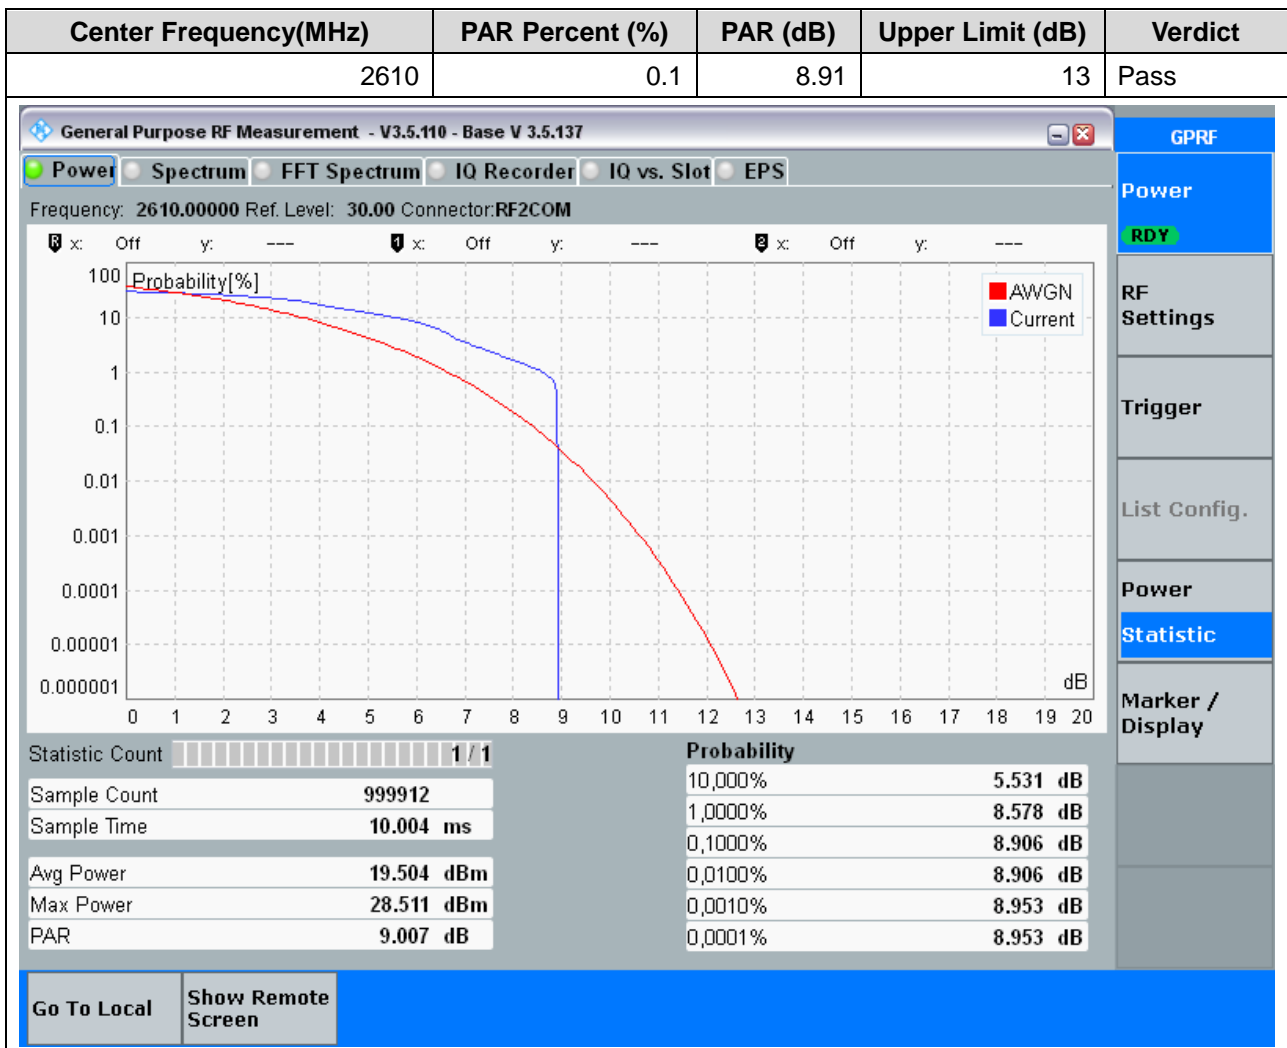 Center Frequency(MHz) PAR Percent (%) PAR (dB) Upper Limit (dB) Verdict
2610 0.1 8.91 13 Pass
General Purpose RF Measurement - V3.5.110 - Base V 3.5.137
GPRF
Power Spectrum FFT Spectrum IQ Recorder IQ vs. Slot EPS
Power
RDY
Frequency: 2610.00000 Ref. Level: 30.00 Connector:RF2COM
R x: Off y: --- 1 x: Off y: --- 2 x: Off y: ---
Probability[%]
AWGN
Current
100
10
1
0.1
0.01
0.001
0.0001
0.00001
0.000001
dB
0 1 2 3 4 5 6 7 8 9 10 11 12 13 14 15 16 17 18 19 20
RF
Settings
Trigger
List Config.
Power
Statistic
Marker /
Display
Statistic Count 1 / 1
Sample Count 999912
Sample Time 10.004 ms
Avg Power 19.504 dBm
Max Power 28.511 dBm
PAR 9.007 dB
Probability
10,000% 5.531 dB
1,0000% 8.578 dB
0,1000% 8.906 dB
0,0100% 8.906 dB
0,0010% 8.953 dB
0,0001% 8.953 dB
Go To Local
Show Remote
Screen